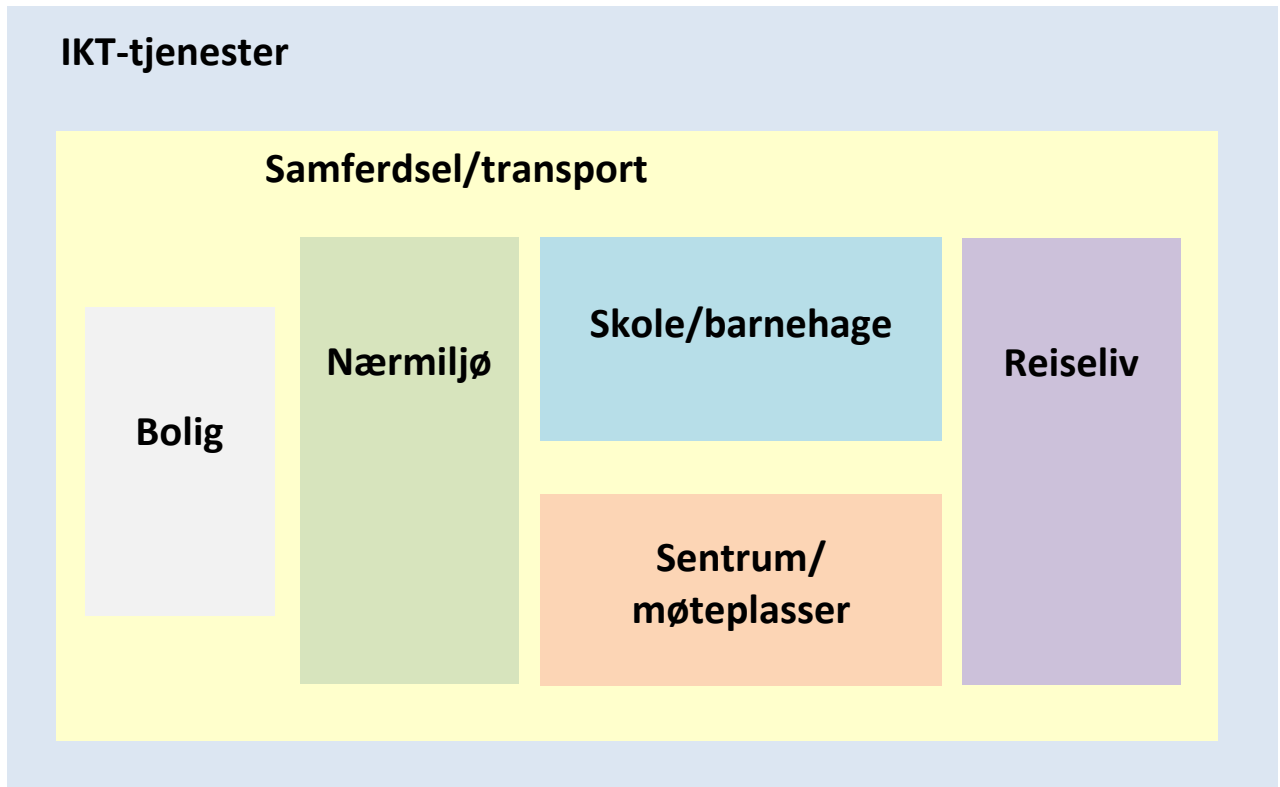 IKT-tjenester
Samferdsel/transport
Bolig
Nærmiljø
Skole/barnehage
Sentrum/
møteplasser
Reiseliv